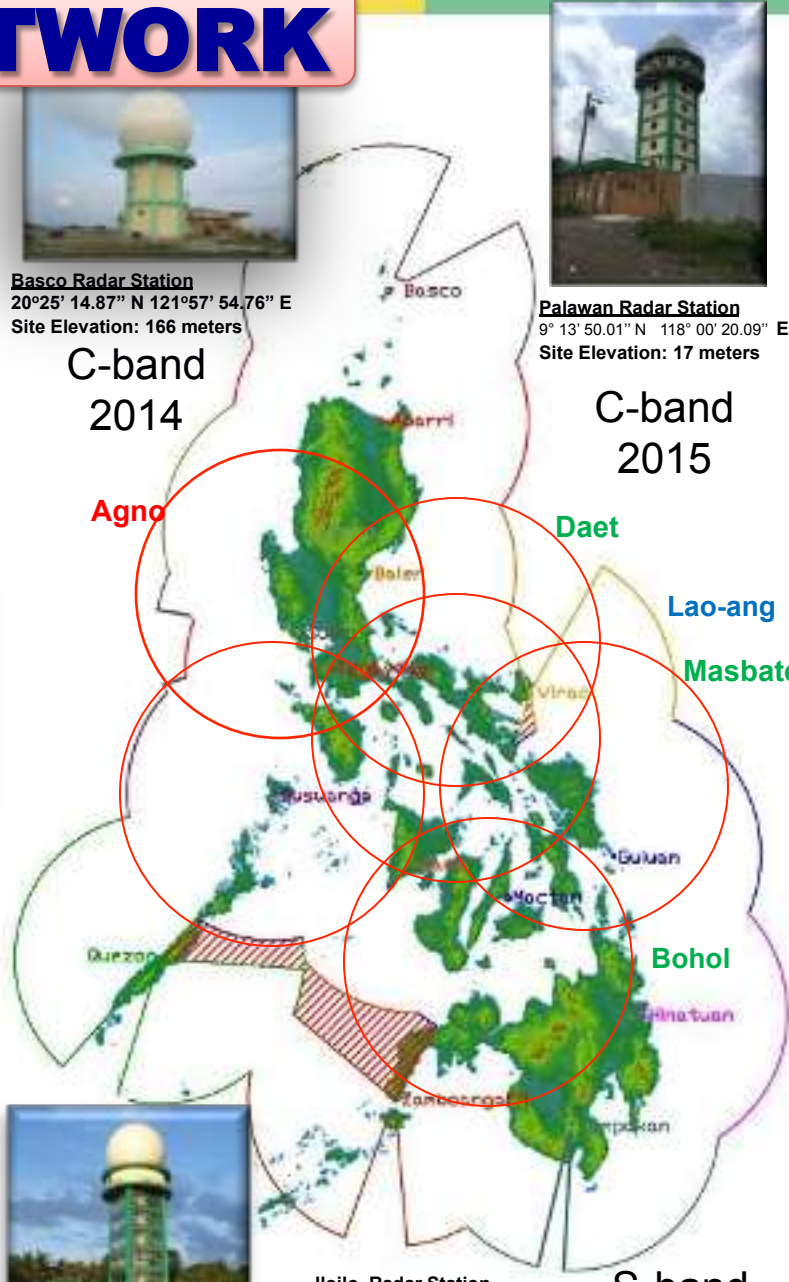 TWORK
Basco Radar Station
20º25’ 14.87” N 121º57’ 54.76” E
Site Elevation: 166 meters
C-band
2014
Palawan Radar Station
9° 13’ 50.01” N 118° 00’ 20.09” E
Site Elevation: 17 meters
C-band
2015
Basco
Agno
Daet
Baler
Lao-ang
Masbate
Virac
Guiuan
Mactan
Quezon
Bohol
Hinatuan
Zamboanga
Iloilo Radar Station
S-band